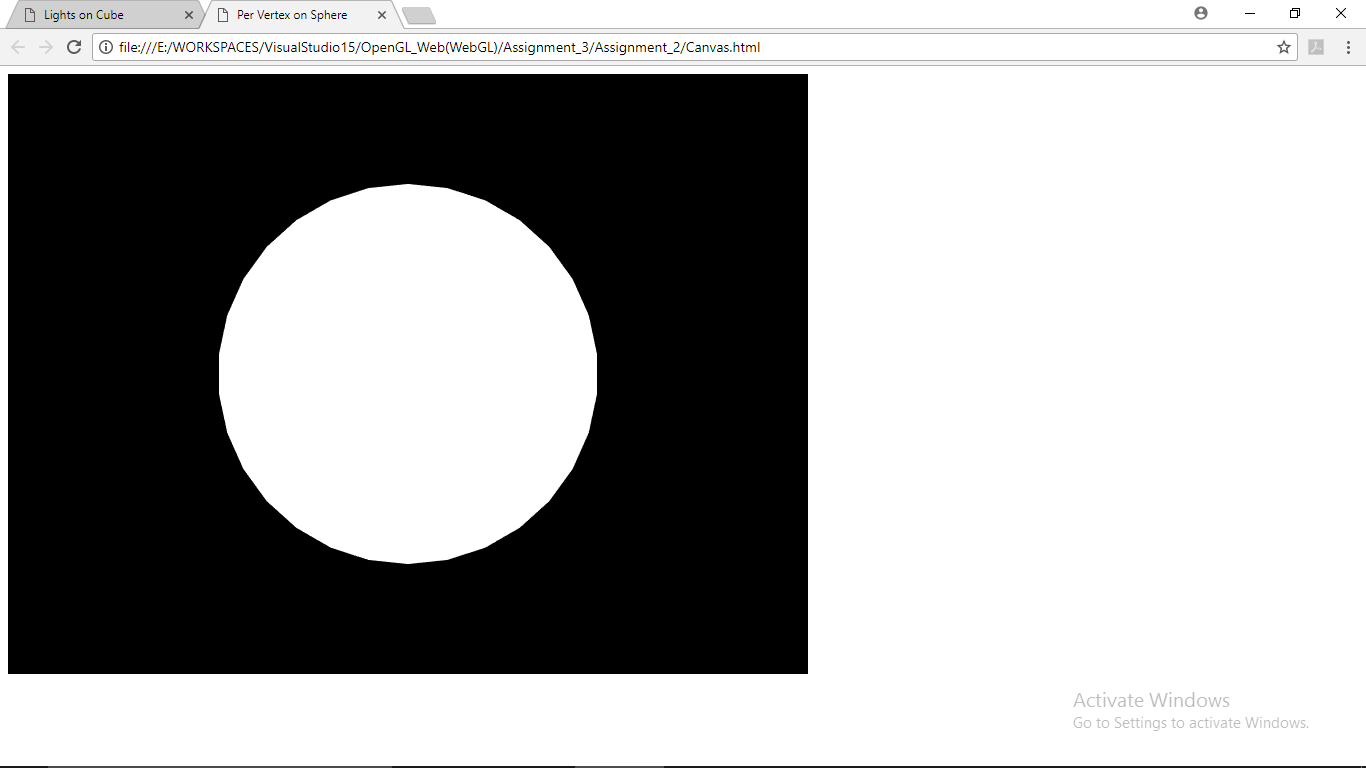 Lights on Cube
Per Vertex on Sphere
file:///E:/WORKSPACES/VisualStudio15/OpenGL_Web(WebGL)/Assignment_3/Assignment_2/Canvas.html
Activate Windows
Go to Settings to activate Windows.